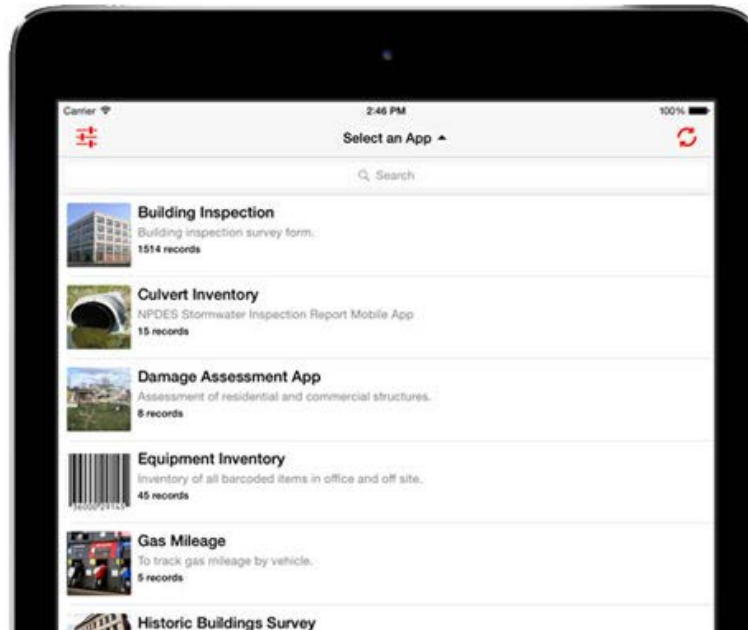 Carrier 2:46 PM 100%
Select an App
Search
Building Inspection
Building inspection survey form.
1514 records
Culvert Inventory
NPDES Stormwater Inspection Report Mobile App
15 records
Damage Assessment App
Assessment of residential and commercial structures.
8 records
Equipment Inventory
Inventory of all barcoded items in office and off site.
45 records
Gas Mileage
To track gas mileage by vehicle.
5 records
Historic Buildings Survey